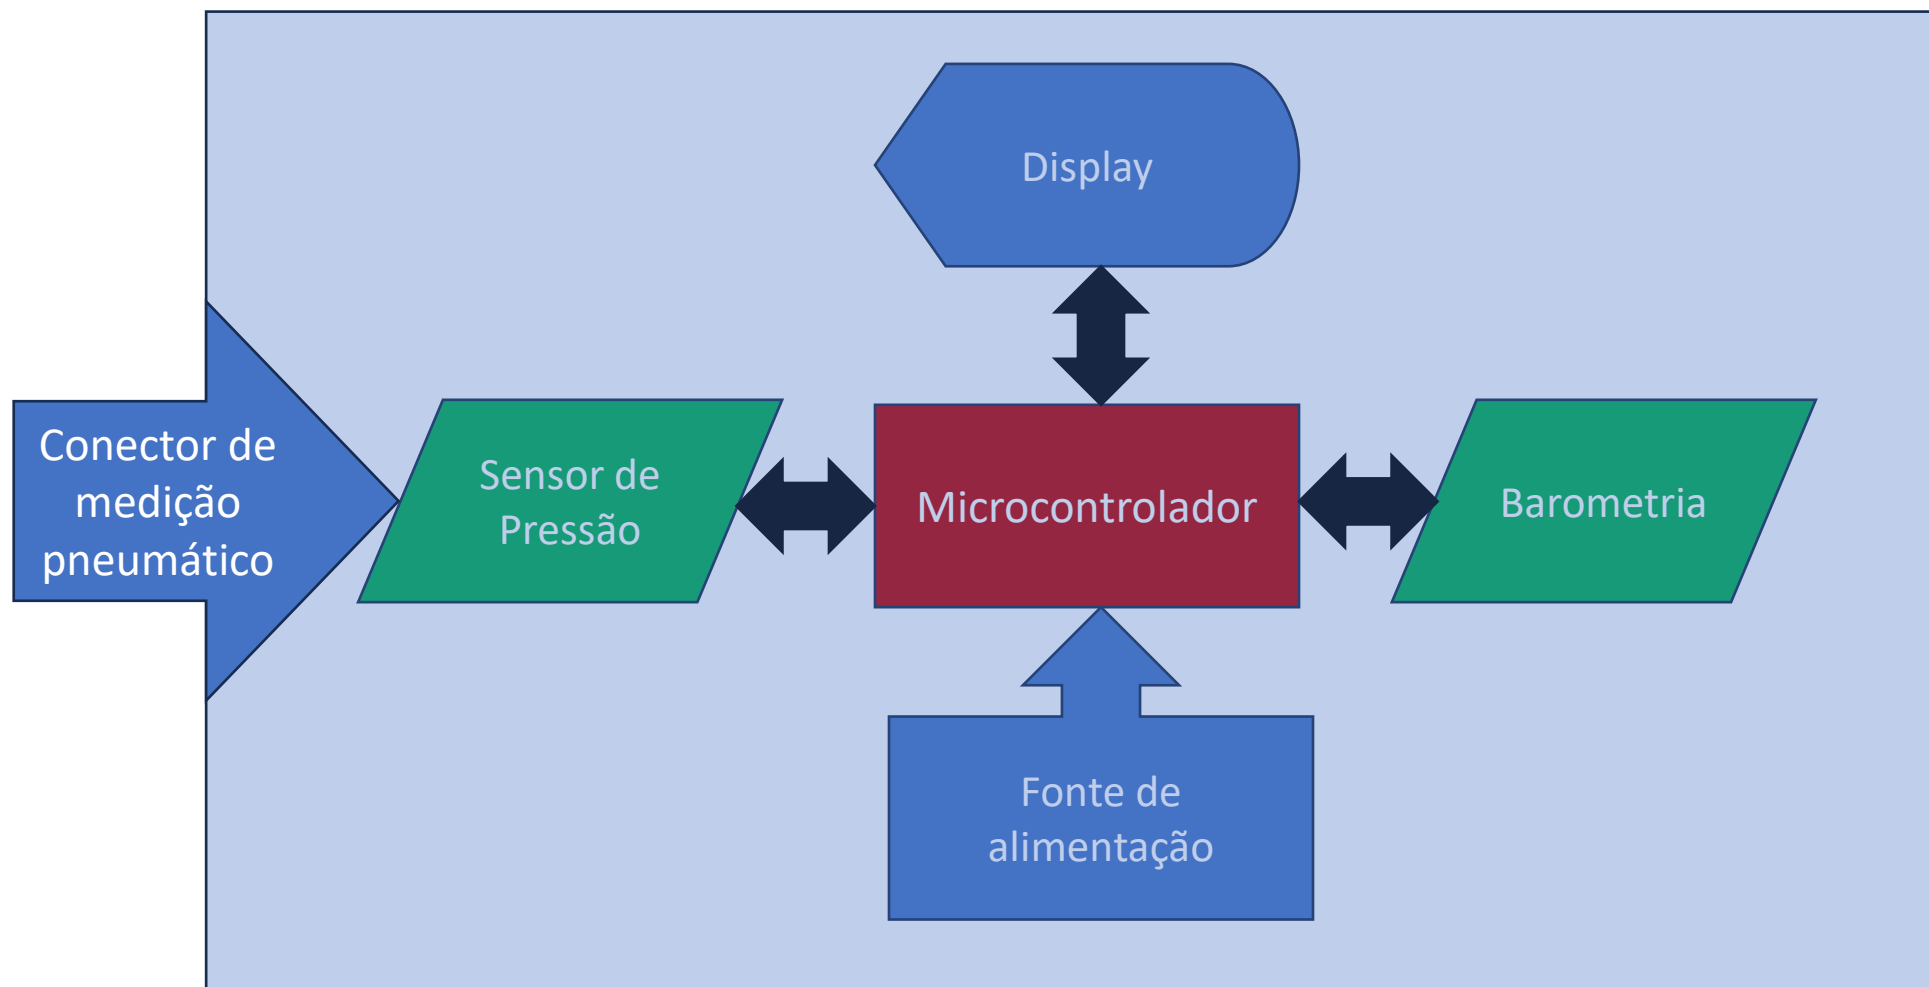 Display
Conector de
medição
pneumático
Sensor de
Pressão
Microcontrolador
Barometria
Fonte de
alimentação